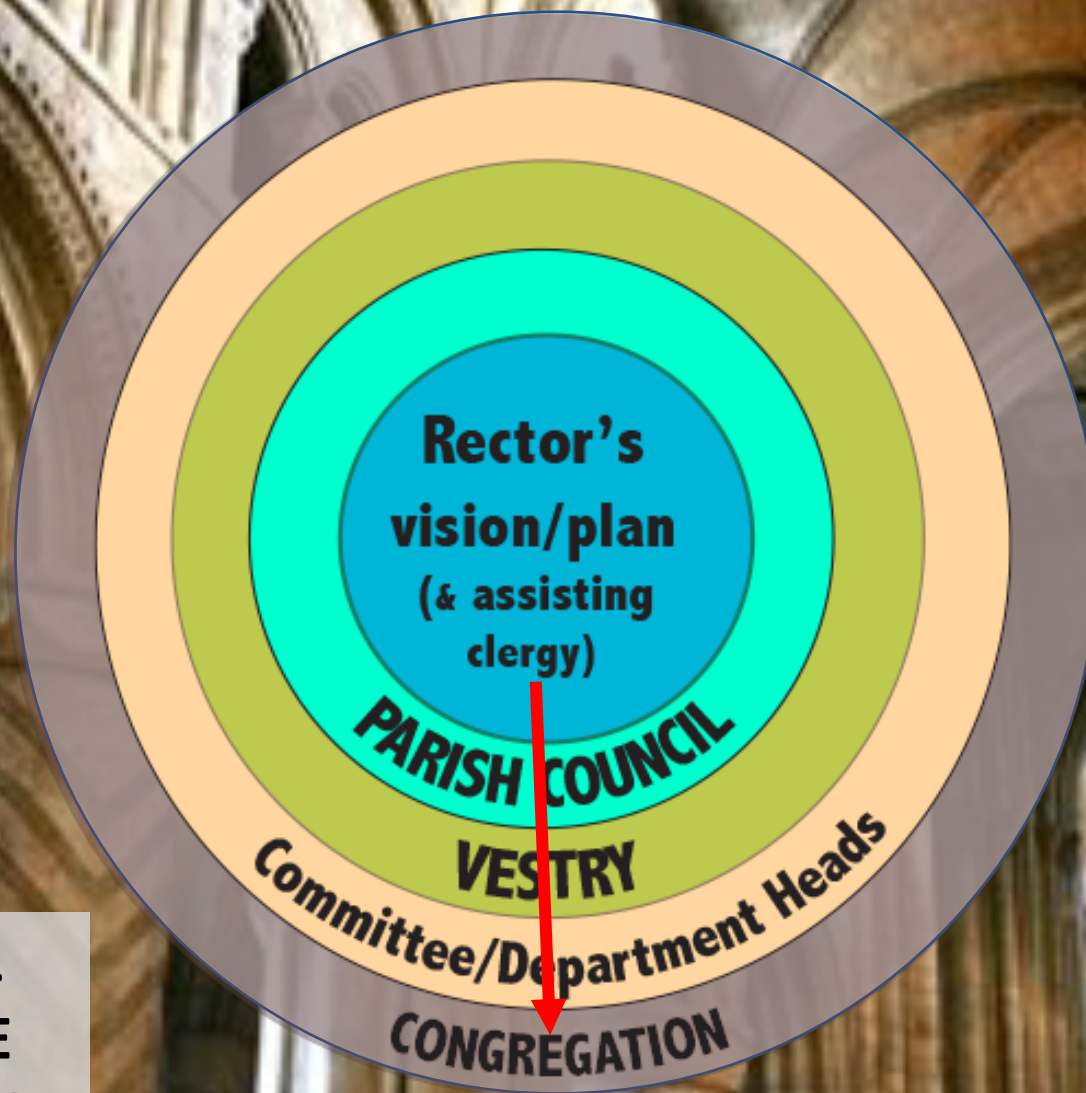 Rector’s
vision/plan
(& assisting
clergy)
PARISH COUNCIL
VESTRY
Committee/Department Heads
CONGREGATION